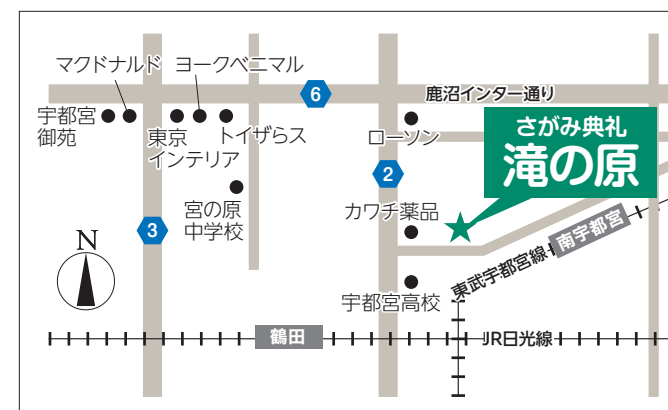 マクドナルド
ヨークベニマル
6
鹿沼インター通り
宇都宮
御苑
東京
インテリア
トイザらス
ローソン
さがみ典礼
滝の原
2
宮の原
中学校
カワチ薬品
3
N
南宇都宮
東武宇都宮線
宇都宮高校
鶴田
JR日光線